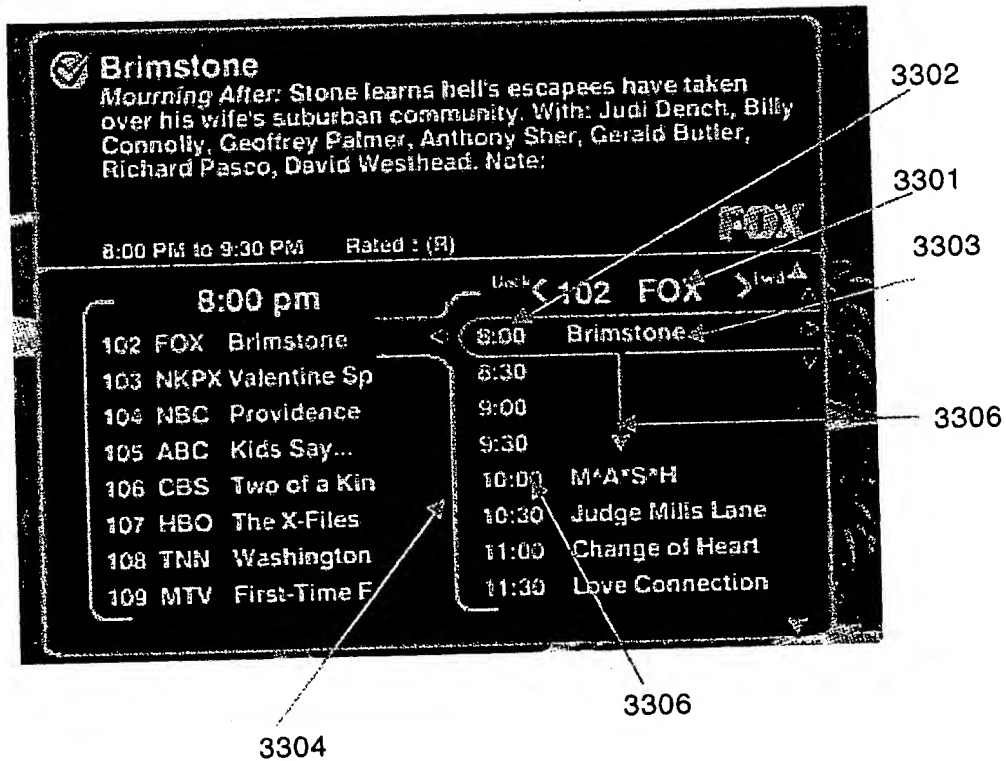 Brimstone
Mourning After: Stone learns hell's escapees have taken
over his wife's suburban community. With: Judi Dench, Billy
Connolly, Geoffrey Palmer, Anthony Sher, Gerald Butler,
Richard Pasco, David Westhead. Note:
FOX
8:00 PM to 9:30 PM Rated : (R)
8:00 pm
102 FOX Brimstone
103 NKPX Valentine Sp
104 NBC Providence
105 ABC Kids Say...
106 CBS Two of a Kin
107 HBO The X-Files
108 TNN Washington
109 MTV First-Time F
< 102 FOX > Fwd
8:00 Brimstone
8:30
9:00
9:30
10:00 M*A*S*H
10:30 Judge Mills Lane
11:00 Change of Heart
11:30 Love Connection
3302
3301
3303
3306
3306
3304